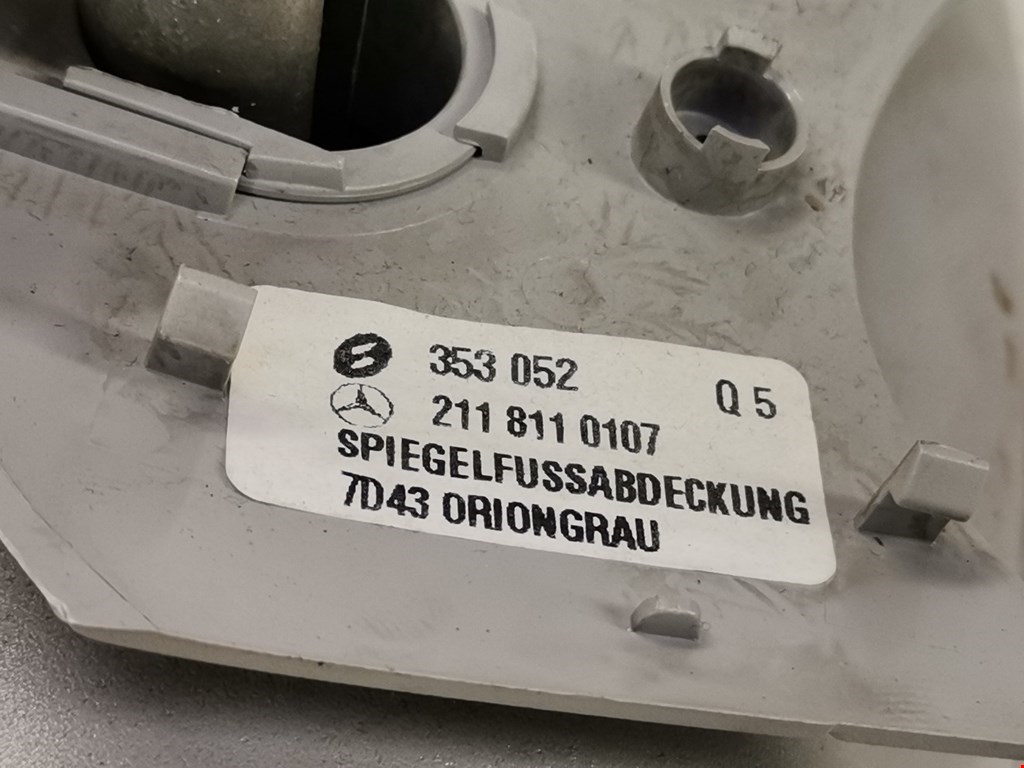 353 052 Q 5
211 811 0107
SPIEGELFUSSABDECKUNG
7D43 ORIONGRAU